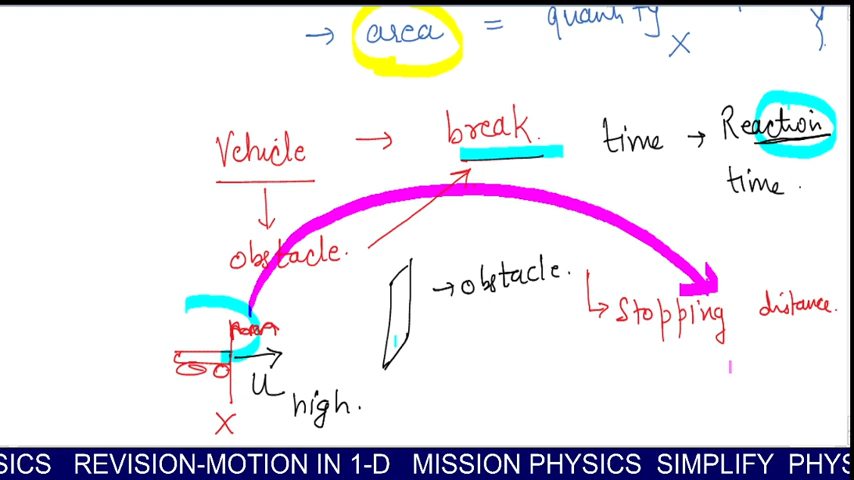 → area = quantity
x
Vehicle → break. time → Reaction
time.
obstacle.
→ obstacle.
↳ Stopping distance.
u
high.
X
SICS REVISION-MOTION IN 1-D MISSION PHYSICS SIMPLIFY PHYS